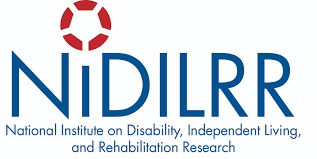 NiDILRR
National Institute on Disability, Independent Living,
and Rehabilitation Research